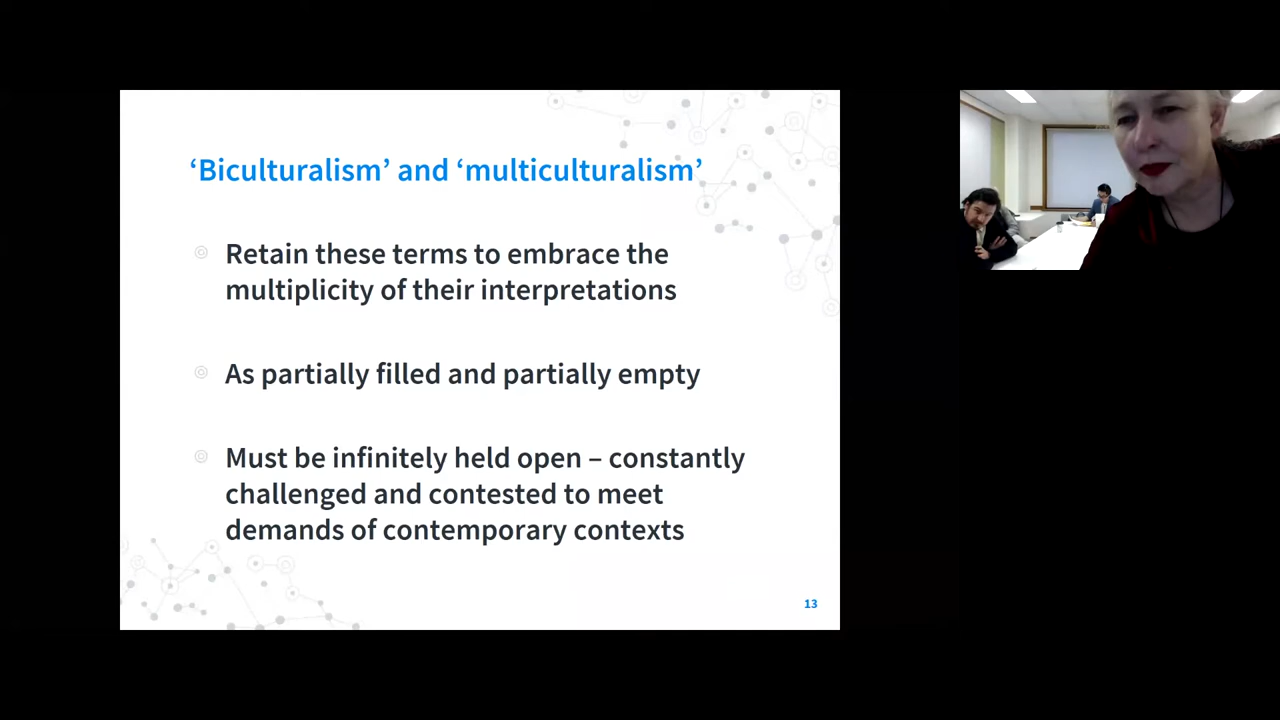 ‘Biculturalism’ and ‘multiculturalism’
Retain these terms to embrace the
multiplicity of their interpretations
As partially filled and partially empty
Must be infinitely held open – constantly
challenged and contested to meet
demands of contemporary contexts
13